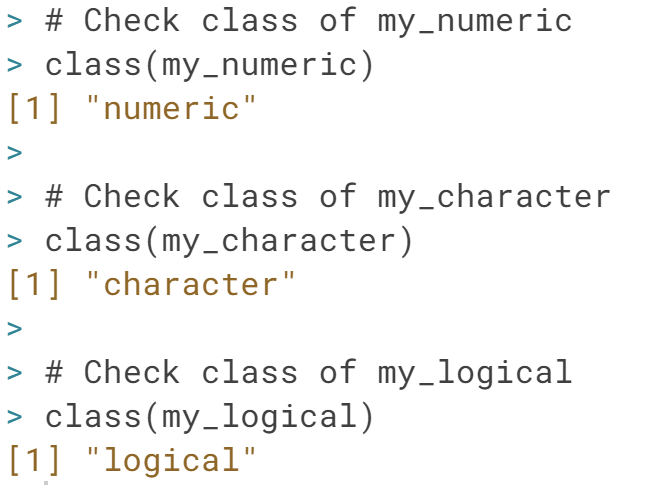 > # Check class of my_numeric
> class(my_numeric)
[1] "numeric"
>
> # Check class of my_character
> class(my_character)
[1] "character"
>
> # Check class of my_logical
> class(my_logical)
[1] "logical"